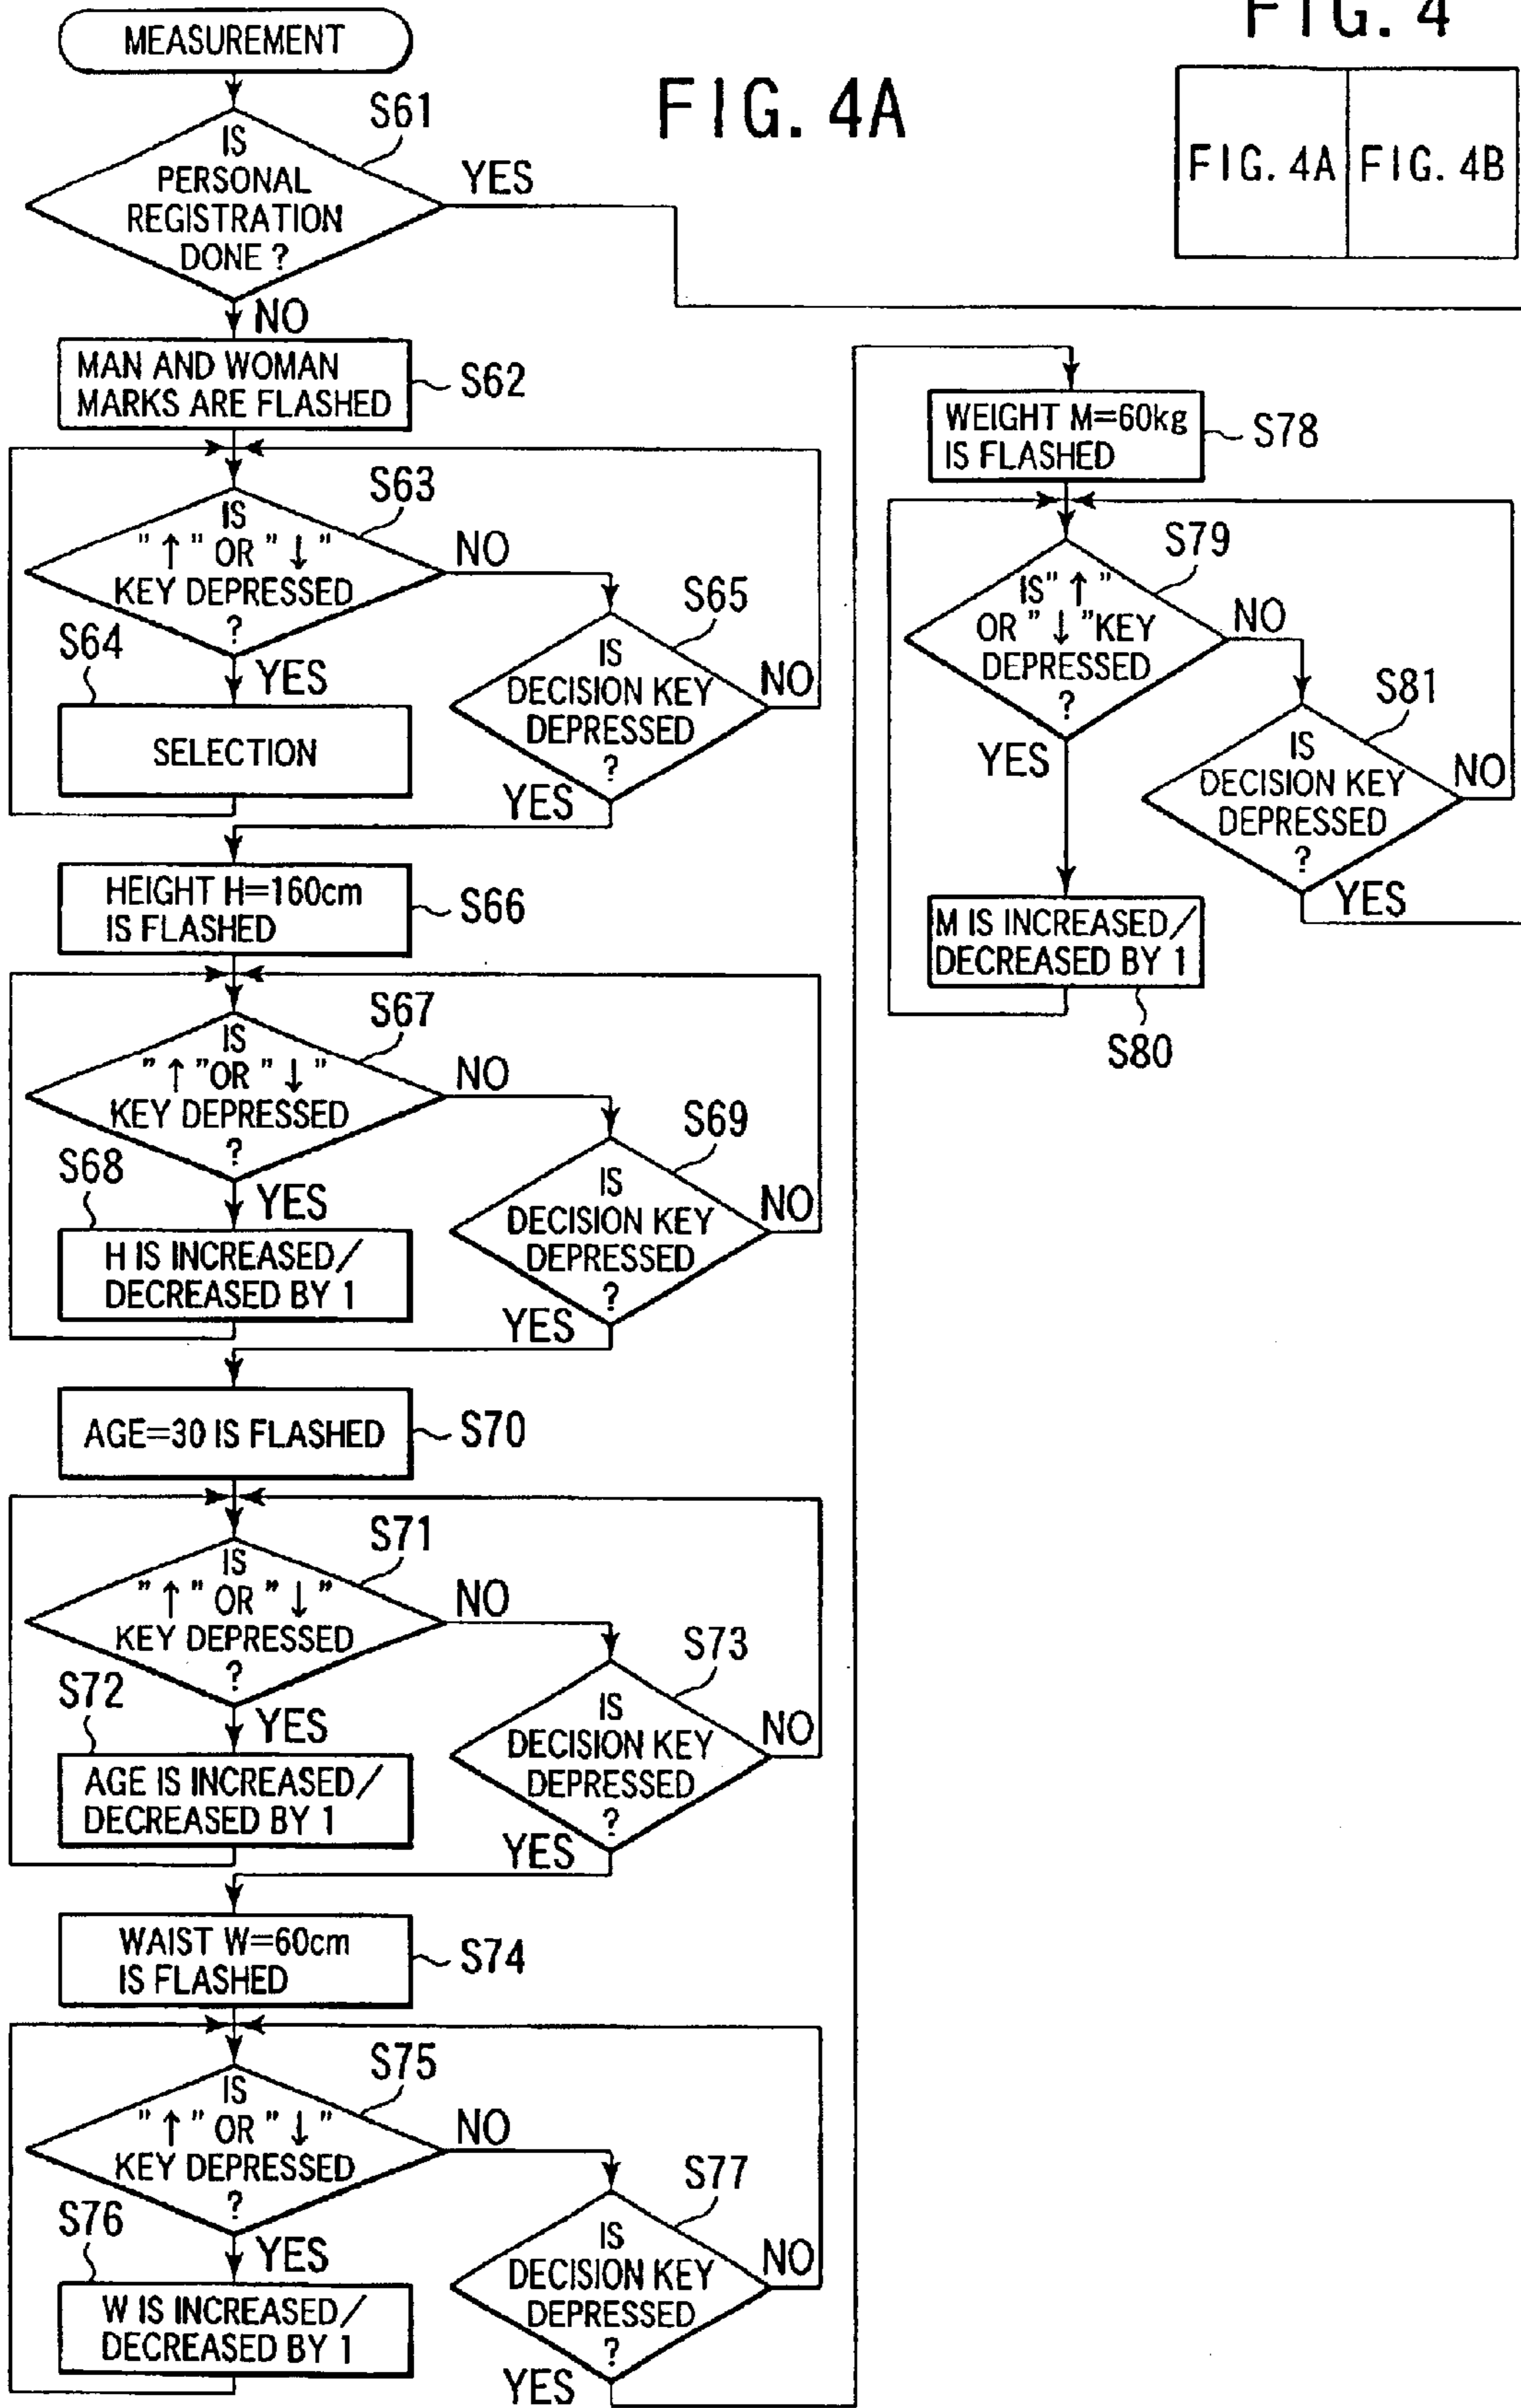 FIG. 4
FIG. 4A
FIG. 4A
FIG. 4B
MEASUREMENT
S61
IS
PERSONAL
REGISTRATION
DONE ?
YES
NO
MAN AND WOMAN
MARKS ARE FLASHED
S62
S63
IS
"↑" OR "↓"
KEY DEPRESSED
?
NO
YES
S64
SELECTION
S65
IS
DECISION KEY
DEPRESSED
?
NO
YES
HEIGHT H=160cm
IS FLASHED
S66
S67
IS
"↑" OR "↓"
KEY DEPRESSED
?
NO
YES
S68
H IS INCREASED/
DECREASED BY 1
S69
IS
DECISION KEY
DEPRESSED
?
NO
YES
AGE=30 IS FLASHED
S70
S71
IS
"↑" OR "↓"
KEY DEPRESSED
?
NO
YES
S72
AGE IS INCREASED/
DECREASED BY 1
S73
IS
DECISION KEY
DEPRESSED
?
NO
YES
WAIST W=60cm
IS FLASHED
S74
S75
IS
"↑" OR "↓"
KEY DEPRESSED
?
NO
YES
S76
W IS INCREASED/
DECREASED BY 1
S77
IS
DECISION KEY
DEPRESSED
?
NO
YES
WEIGHT M=60kg
IS FLASHED
S78
S79
IS "↑"
OR "↓" KEY
DEPRESSED
?
NO
YES
M IS INCREASED/
DECREASED BY 1
S80
S81
IS
DECISION KEY
DEPRESSED
?
NO
YES